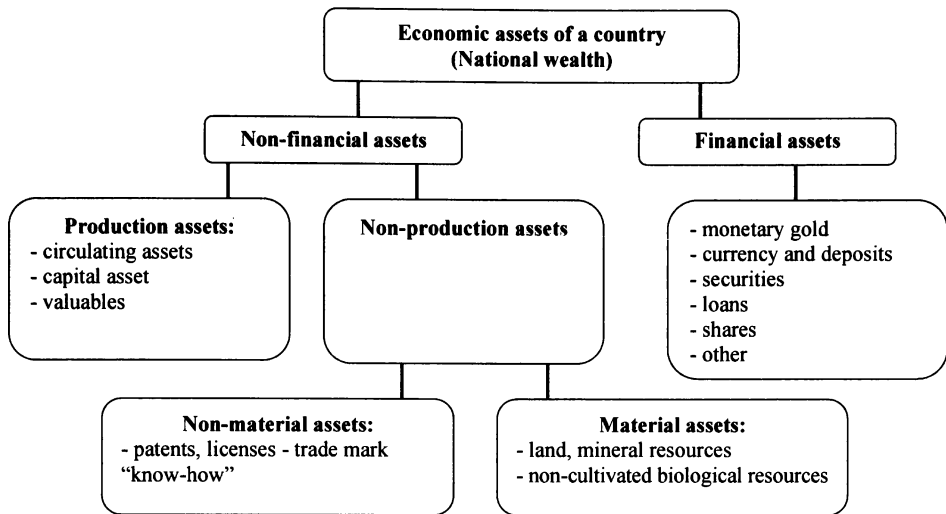 Economic assets of a country
(National wealth)
Non-financial assets
Financial assets
Production assets:
- circulating assets
- capital asset
- valuables
Non-production assets
- monetary gold
- currency and deposits
- securities
- loans
- shares
- other
Non-material assets:
- patents, licenses - trade mark
“know-how”
Material assets:
- land, mineral resources
- non-cultivated biological resources